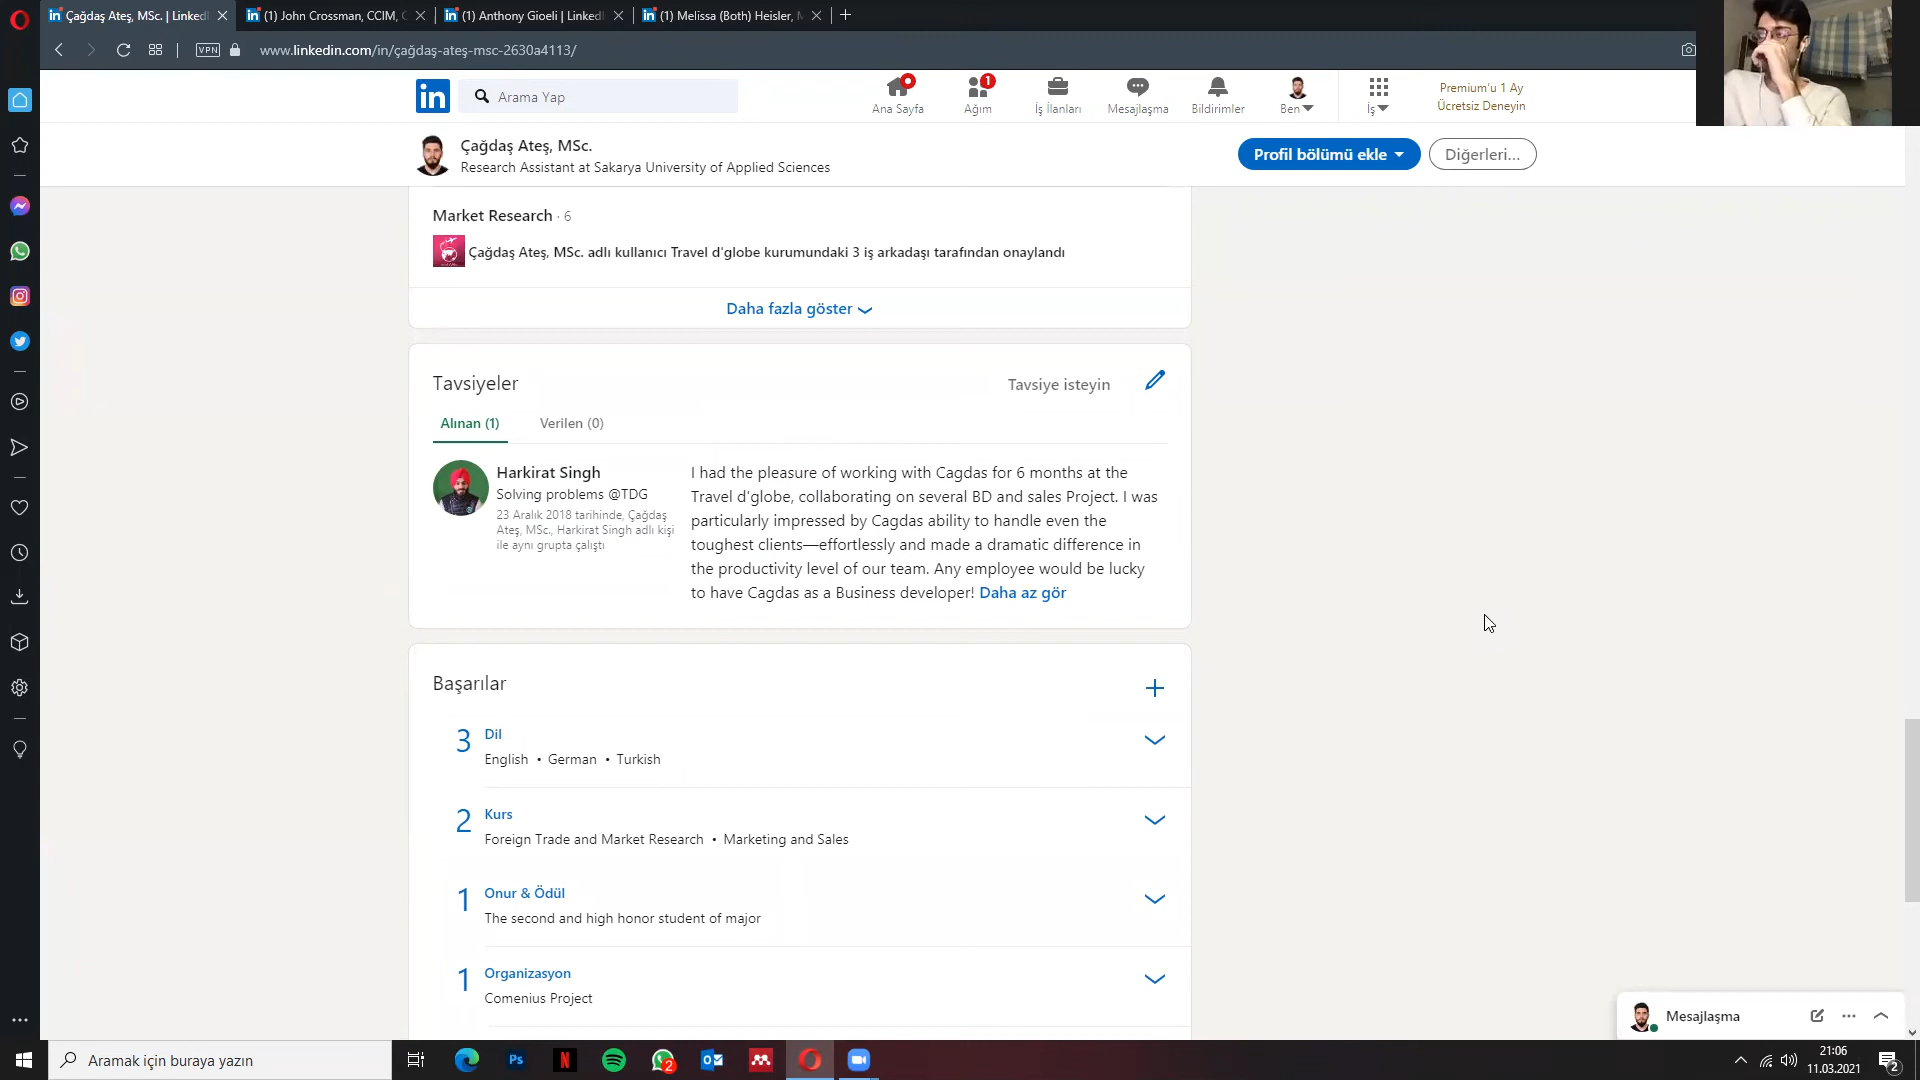 Çağdaş Ateş, MSc. | LinkedI
(1) John Crossman, CCIM, C
(1) Anthony Gioeli | LinkedI
(1) Melissa (Both) Heisler, M
VPN
www.linkedin.com/in/çağdaş-ateş-msc-2630a4113/
in
Arama Yap
Ana Sayfa
1
Ağım
İş İlanları
Mesajlaşma
Bildirimler
Ben
İş
Premium'u 1 Ay
Ücretsiz Deneyin
Çağdaş Ateş, MSc.
Research Assistant at Sakarya University of Applied Sciences
Profil bölümü ekle
Diğerleri...
Market Research · 6
Çağdaş Ateş, MSc. adlı kullanıcı Travel d'globe kurumundaki 3 iş arkadaşı tarafından onaylandı
Daha fazla göster
Tavsiyeler
Tavsiye isteyin
Alınan (1)
Verilen (0)
Harkirat Singh
Solving problems @TDG
23 Aralık 2018 tarihinde, Çağdaş
Ateş, MSc., Harkirat Singh adlı kişi
ile aynı grupta çalıştı
I had the pleasure of working with Cagdas for 6 months at the
Travel d'globe, collaborating on several BD and sales Project. I was
particularly impressed by Cagdas ability to handle even the
toughest clients—effortlessly and made a dramatic difference in
the productivity level of our team. Any employee would be lucky
to have Cagdas as a Business developer! Daha az gör
Başarılar
3 Dil
English • German • Turkish
2 Kurs
Foreign Trade and Market Research • Marketing and Sales
1 Onur & Ödül
The second and high honor student of major
1 Organizasyon
Comenius Project
Mesajlaşma
Aramak için buraya yazın
Ps
N
2
21:06
11.03.2021
2